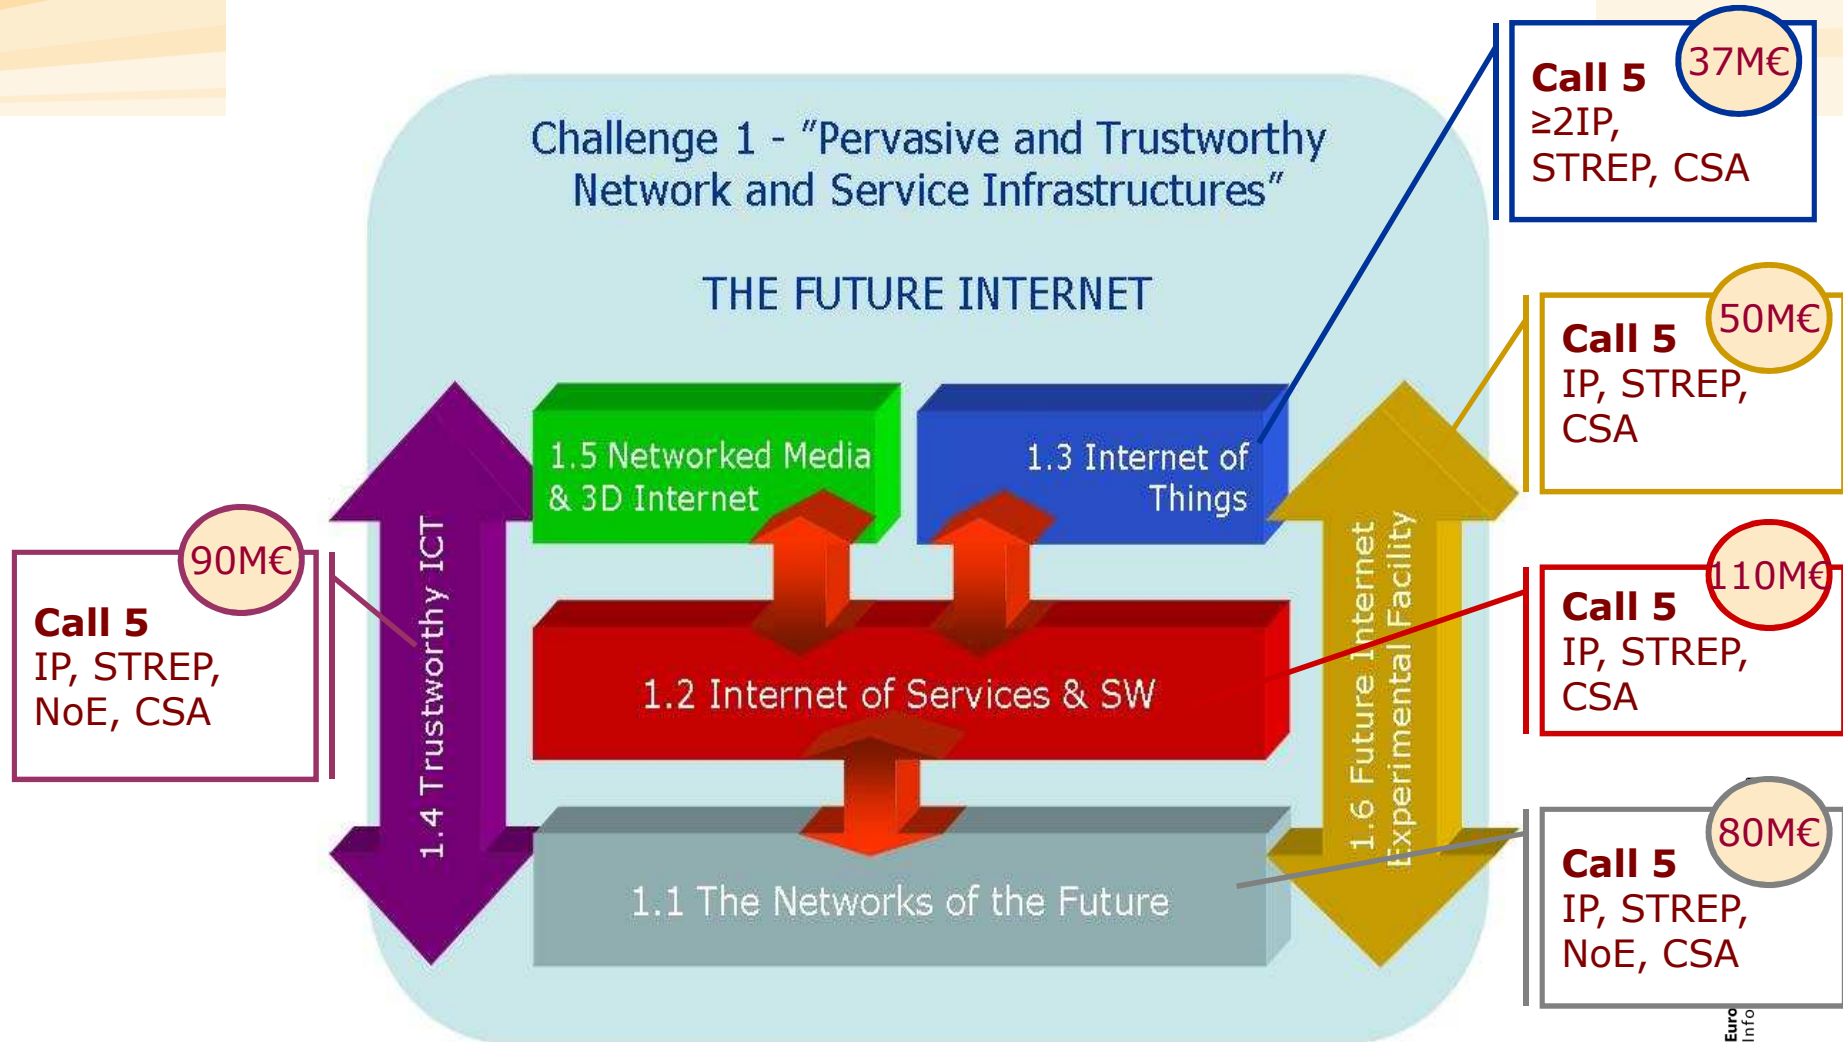 Challenge 1 - "Pervasive and Trustworthy
Network and Service Infrastructures"
THE FUTURE INTERNET
37M€
Call 5
≥2IP,
STREP, CSA
50M€
Call 5
IP, STREP,
CSA
1.5 Networked Media
& 3D Internet
1.3 Internet of
Things
90M€
Call 5
IP, STREP,
NoE, CSA
1.4 Trustworthy ICT
1.6 Future Internet
Experimental Facility
110M€
Call 5
IP, STREP,
CSA
1.2 Internet of Services & SW
80M€
Call 5
IP, STREP,
NoE, CSA
1.1 The Networks of the Future
Euro
Info